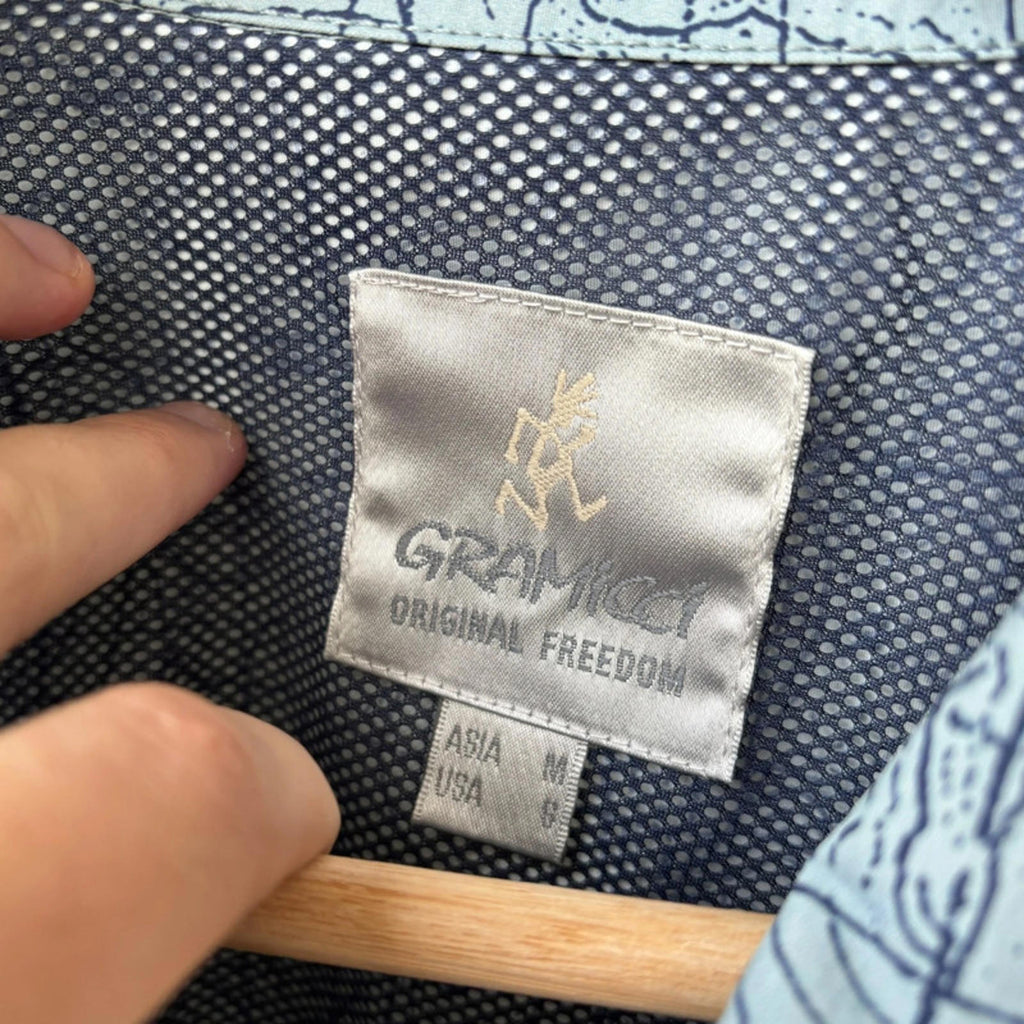 GRAMiCCi
ORIGINAL FREEDOM
ASIA M
USA